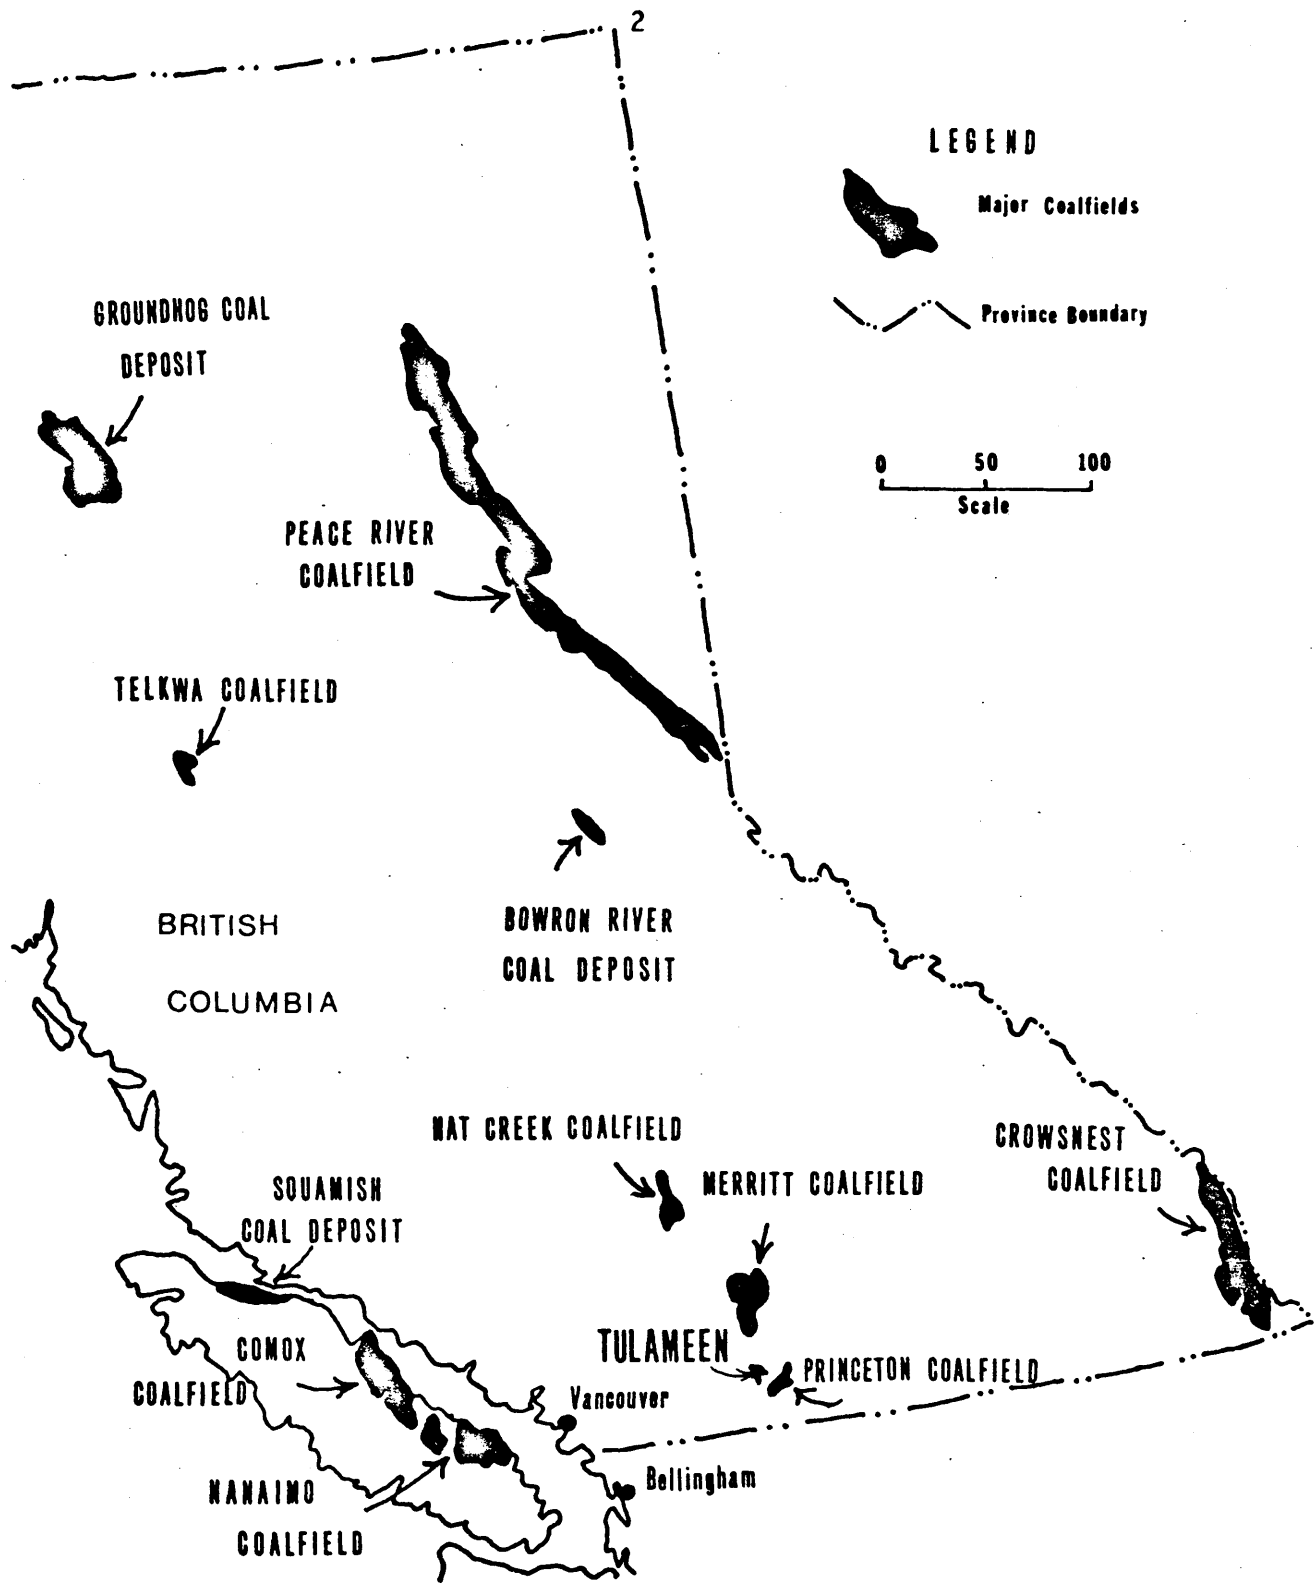 2
LEGEND
Major Coalfields
Province Boundary
0 50 100
Scale
GROUNDHOG COAL
DEPOSIT
PEACE RIVER
COALFIELD
TELKWA COALFIELD
BOWRON RIVER
COAL DEPOSIT
BRITISH
COLUMBIA
HAT CREEK COALFIELD
MERRITT COALFIELD
CROWSNEST
COALFIELD
SQUAMISH
COAL DEPOSIT
COMOX
COALFIELD
TULAMEEN
PRINCETON COALFIELD
Vancouver
Bellingham
NANAIMO
COALFIELD